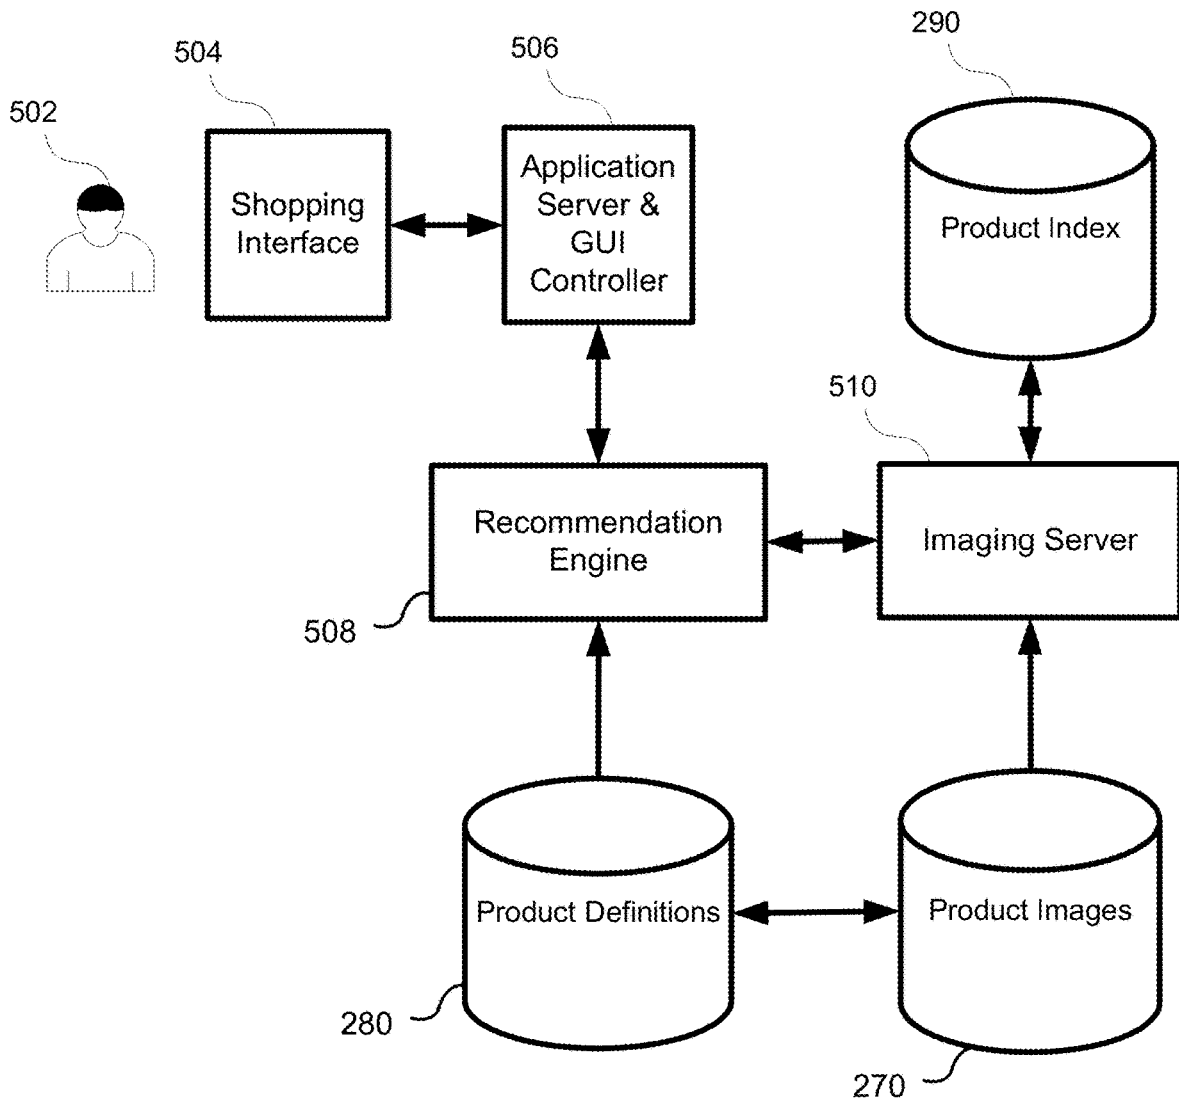 504
506
290
502
Shopping
Interface
Application
Server &
GUI
Controller
Product Index
510
Recommendation
Engine
Imaging Server
508
Product Definitions
Product Images
280
270